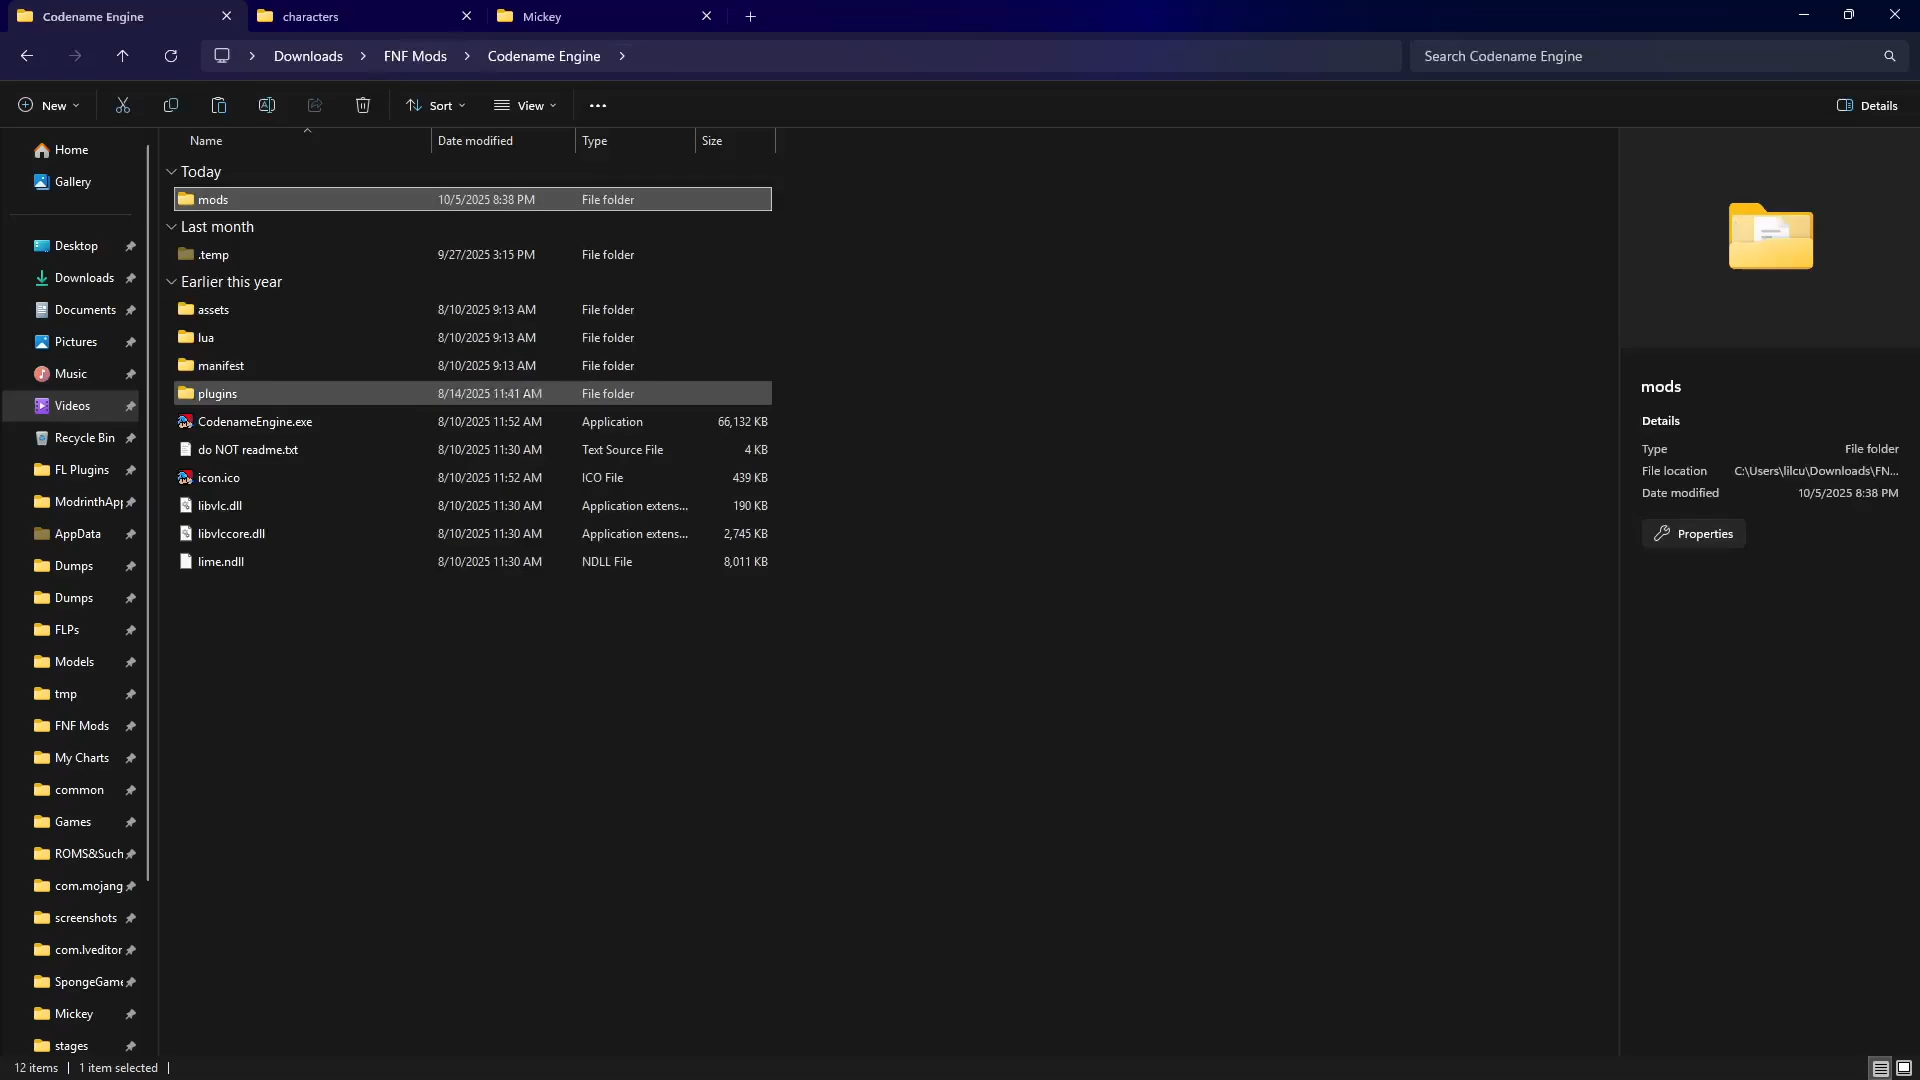 Codename Engine
characters
Mickey
Downloads
FNF Mods
Codename Engine
Search Codename Engine
New
Sort
View
Details
Name
Date modified
Type
Size
Home
Gallery
Desktop
Downloads
Documents
Pictures
Music
Videos
Recycle Bin
FL Plugins
ModrinthApp
AppData
Dumps
Dumps
FLPs
Models
tmp
FNF Mods
My Charts
common
Games
ROMS&Such
com.mojang
screenshots
com.lveditor
SpongeGame
Mickey
stages
Today
mods 10/5/2025 8:38 PM File folder
Last month
.temp 9/27/2025 3:15 PM File folder
Earlier this year
assets 8/10/2025 9:13 AM File folder
lua 8/10/2025 9:13 AM File folder
manifest 8/10/2025 9:13 AM File folder
plugins 8/14/2025 11:41 AM File folder
CodenameEngine.exe 8/10/2025 11:52 AM Application 66,132 KB
do NOT readme.txt 8/10/2025 11:30 AM Text Source File 4 KB
icon.ico 8/10/2025 11:52 AM ICO File 439 KB
libvlc.dll 8/10/2025 11:30 AM Application extens... 190 KB
libvlccore.dll 8/10/2025 11:30 AM Application extens... 2,745 KB
lime.ndll 8/10/2025 11:30 AM NDLL File 8,011 KB
mods
Details
Type File folder
File location C:\Users\lilcu\Downloads\FN...
Date modified 10/5/2025 8:38 PM
Properties
12 items
1 item selected